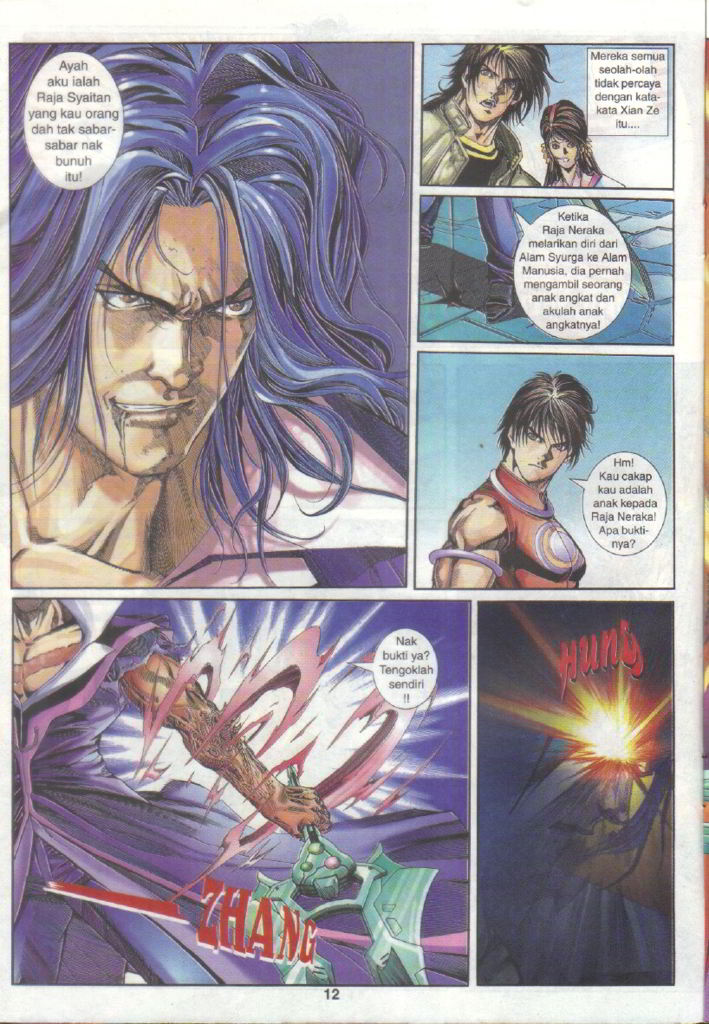 Ayah
aku ialah
Raja Syaitan
yang kau orang
dah tak sabar-
sabar nak
bunuh
itu!
Mereka semua
seolah-olah
tidak percaya
dengan kata-
kata Xian Ze
itu....
Ketika
Raja Neraka
melarikan diri dari
Alam Syurga ke Alam
Manusia, dia pernah
mengambil seorang
anak angkat dan
akulah anak
angkatnya!
Hm!
Kau cakap
kau adalah
anak kepada
Raja Neraka!
Apa bukti-
nya?
Nak
bukti ya?
Tengoklah
sendiri
!!
ZHANG
HUNG
12